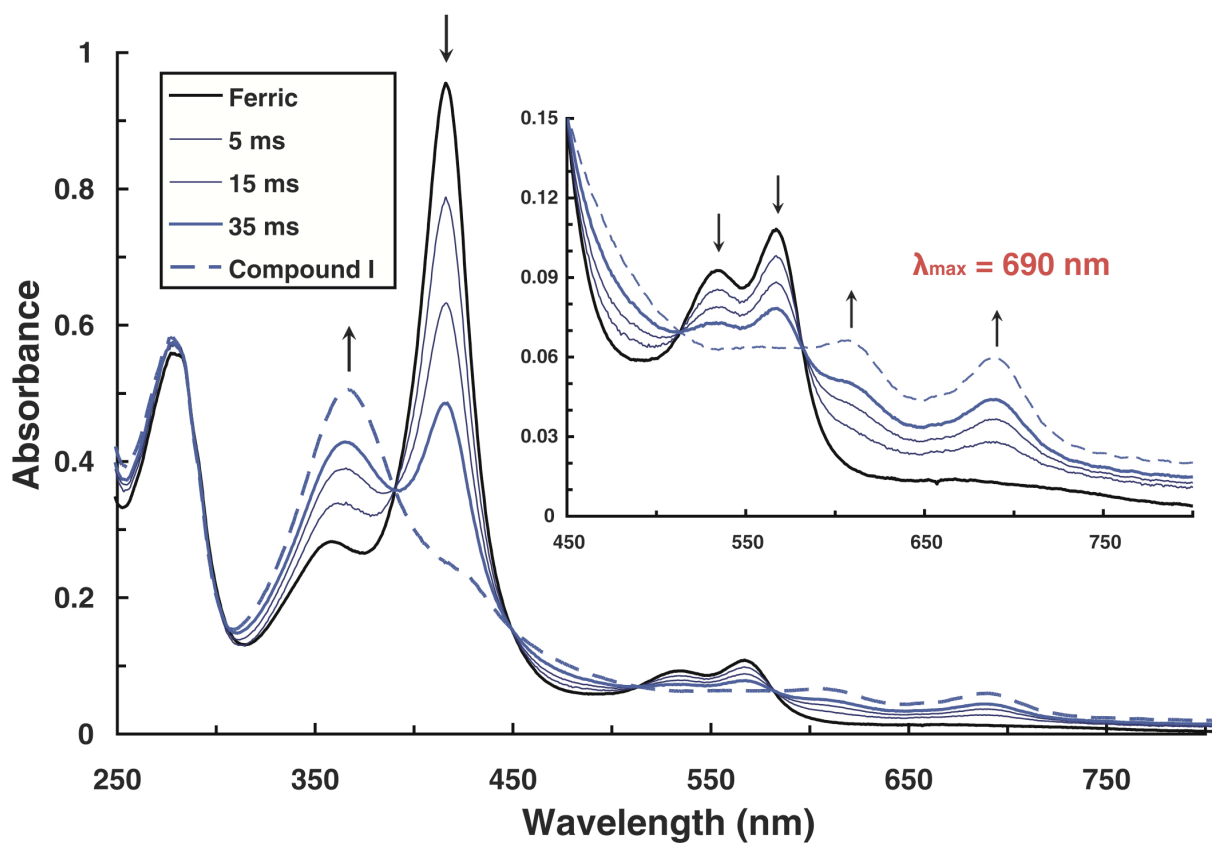 Absorbance
1
0.8
0.6
0.4
0.2
0
Ferric
5 ms
15 ms
35 ms
Compound I
0.15
0.12
0.09
0.06
0.03
0
450
550
650
750
λmax = 690 nm
250
350
450
550
650
750
Wavelength (nm)